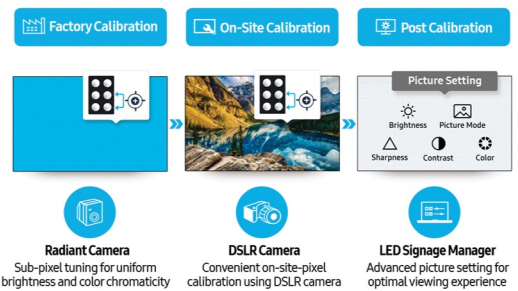 Factory Calibration
On-Site Calibration
Post Calibration
Picture Setting
Brightness
Picture Mode
Sharpness
Contrast
Color
Radiant Camera
Sub-pixel tuning for uniform
brightness and color chromaticity
DSLR Camera
Convenient on-site-pixel
calibration using DSLR camera
LED Signage Manager
Advanced picture setting for
optimal viewing experience